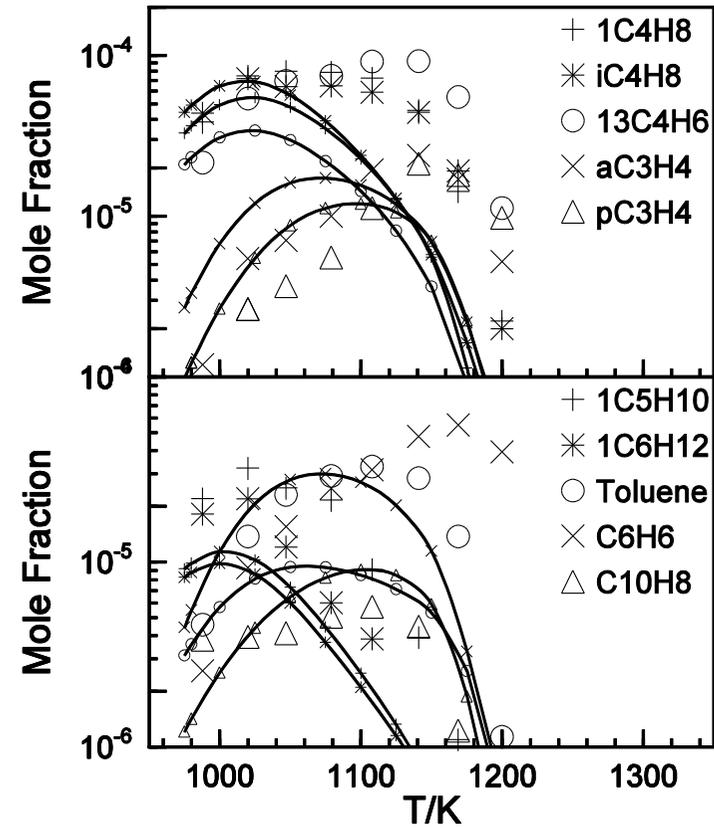 10-4
10-5
10-6
Mole Fraction
1C4H8
iC4H8
13C4H6
aC3H4
pC3H4
10-5
10-6
Mole Fraction
1C5H10
1C6H12
Toluene
C6H6
C10H8
1000 1100 1200 1300
T/K